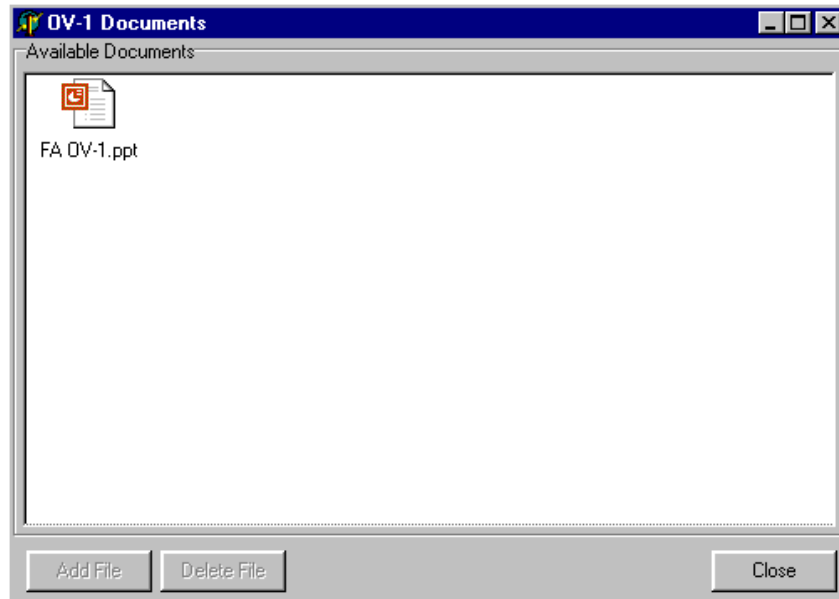 OV-1 Documents
Available Documents
FA OV-1.ppt
Add File Delete File Close